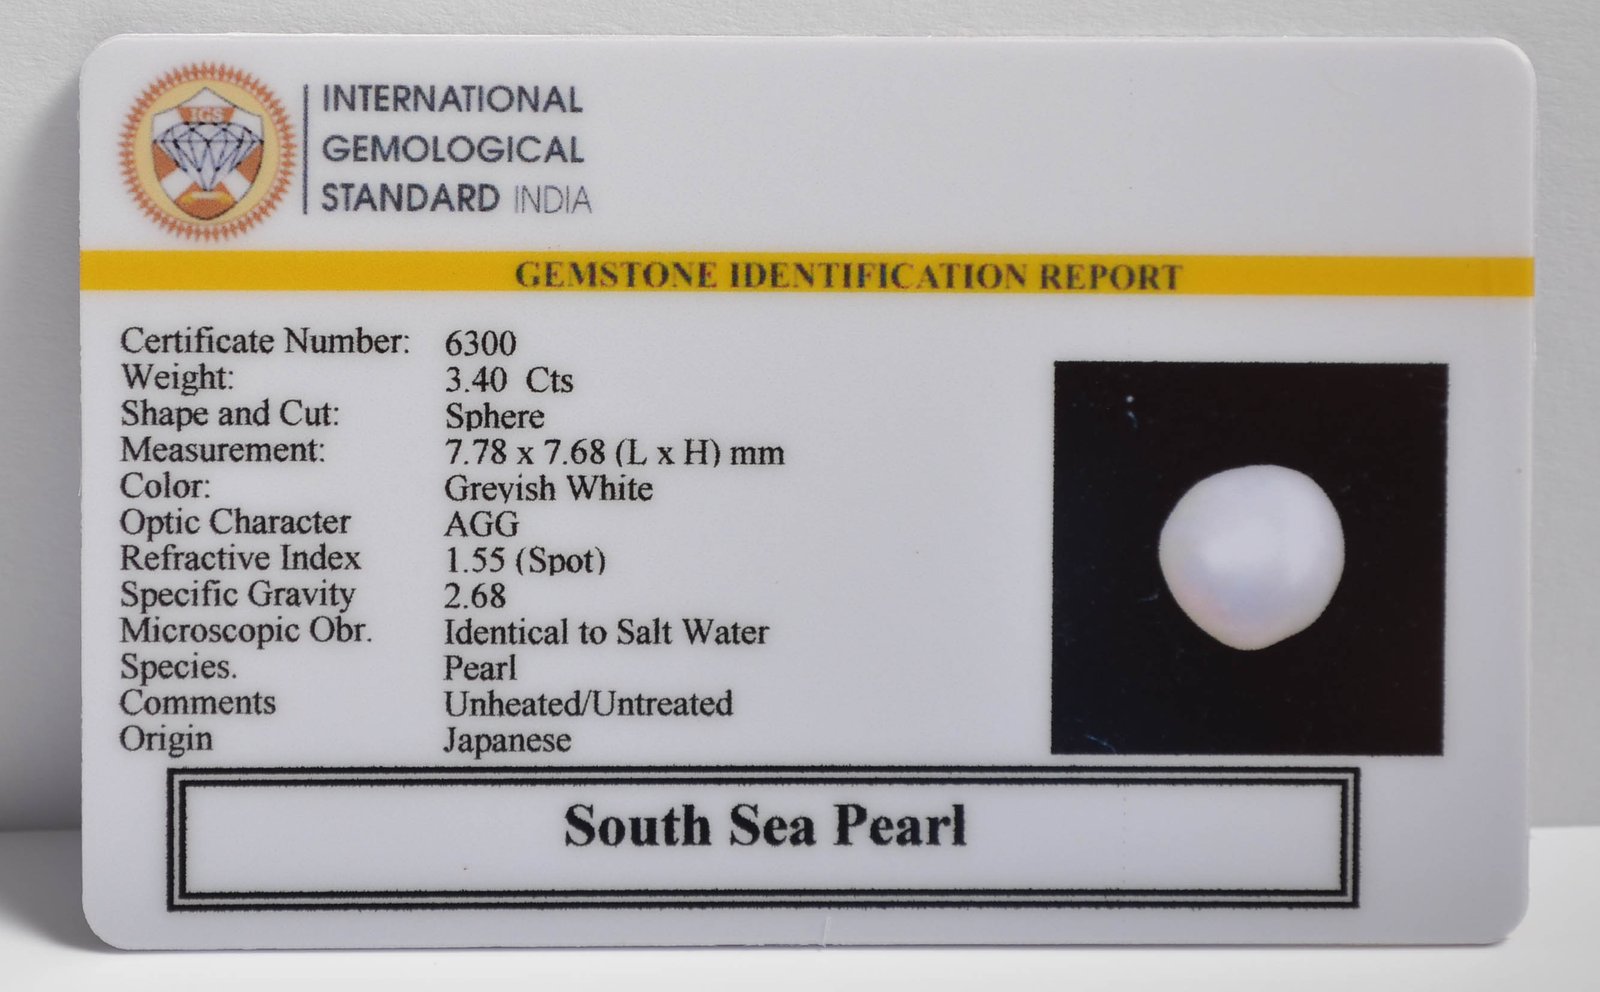 IGS
INTERNATIONAL
GEMOLOGICAL
STANDARD INDIA
GEMSTONE IDENTIFICATION REPORT
Certificate Number: 6300
Weight: 3.40 Cts
Shape and Cut: Sphere
Measurement: 7.78 x 7.68 (L x H) mm
Color: Greyish White
Optic Character AGG
Refractive Index 1.55 (Spot)
Specific Gravity 2.68
Microscopic Obr. Identical to Salt Water
Species. Pearl
Comments Unheated/Untreated
Origin Japanese
South Sea Pearl